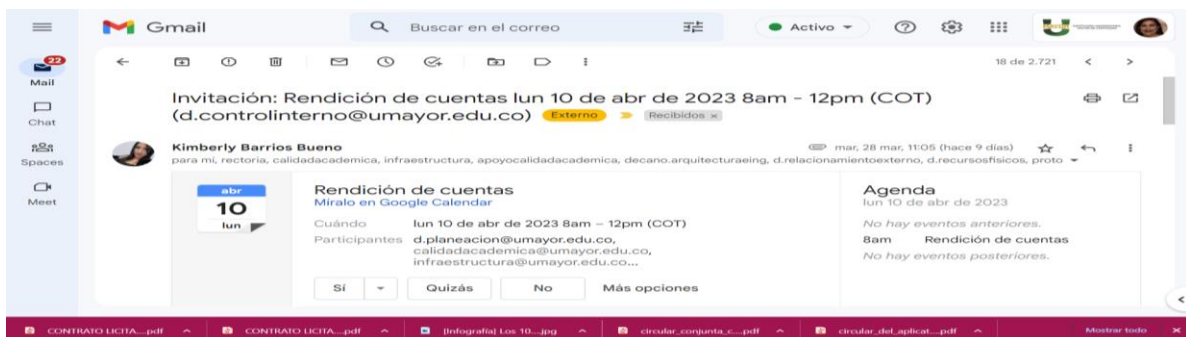 Gmail
Buscar en el correo
Activo
22
Mail
Chat
Spaces
Meet
18 de 2.721
Invitación: Rendición de cuentas lun 10 de abr de 2023 8am - 12pm (COT)
(d.controlinterno@umayor.edu.co) Externo Recibidos x
Kimberly Barrios Bueno
mar, 28 mar, 11:05 (hace 9 días)
para mí, rectoria, calidadacademica, infraestructura, apoyocalidadacademica, decano.arquitecturaeing, d.relacionamientoexterno, d.recursosfisicos, proto
abr
10
lun
Rendición de cuentas
Míralo en Google Calendar
Cuándo lun 10 de abr de 2023 8am – 12pm (COT)
Participantes d.planeacion@umayor.edu.co,
calidadacademica@umayor.edu.co,
infraestructura@umayor.edu.co...
Sí Quizás No Más opciones
Agenda
lun 10 de abr de 2023
No hay eventos anteriores.
8am Rendición de cuentas
No hay eventos posteriores.
CONTRATO LICITA....pdf CONTRATO LICITA....pdf (Infografía) Los 10....jpg circular_conjunta_c....pdf circular_del_aplicat....pdf Mostrar todo